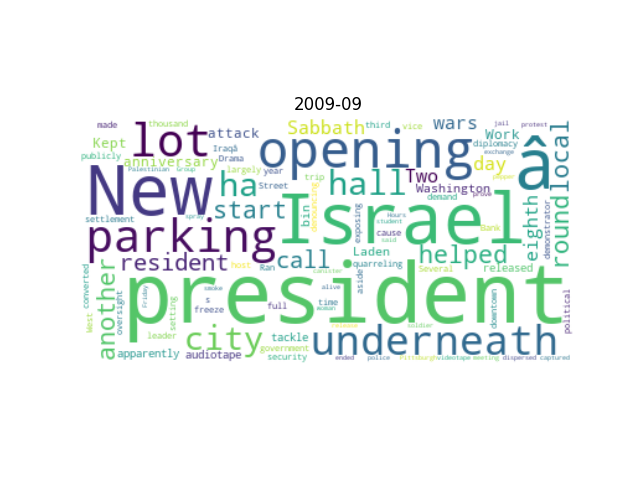 2009-09
made
thousand
Sabbath
third
vice
wars
jail
protest
Kept
lot
attack
opening
Work
â
local
publicly
anniversary
Iraqâ
Drama
largely
year
diplomacy
exchange
day
Palestinian
Group
New
ha
hall
Two
Washington
trip
Street
student
pepper
prove
demand
settlement
start
bin
denouncing
exposing
Hours
Israel
cause
said
Bank
eighth
round
demonstrator
spray
parking
call
Laden
helped
resident
host
Ran
canister
aside
quarreling
Several
released
another
converted
president
smoke
alive
woman
s
full
time
freeze
setting
Friday
oversight
West
release
soldier
downtown
political
leader
city
tackle
underneath
government
security
apparently
audiotape
ended
police
Pittsburgh
videotape
meeting
dispersed
captured